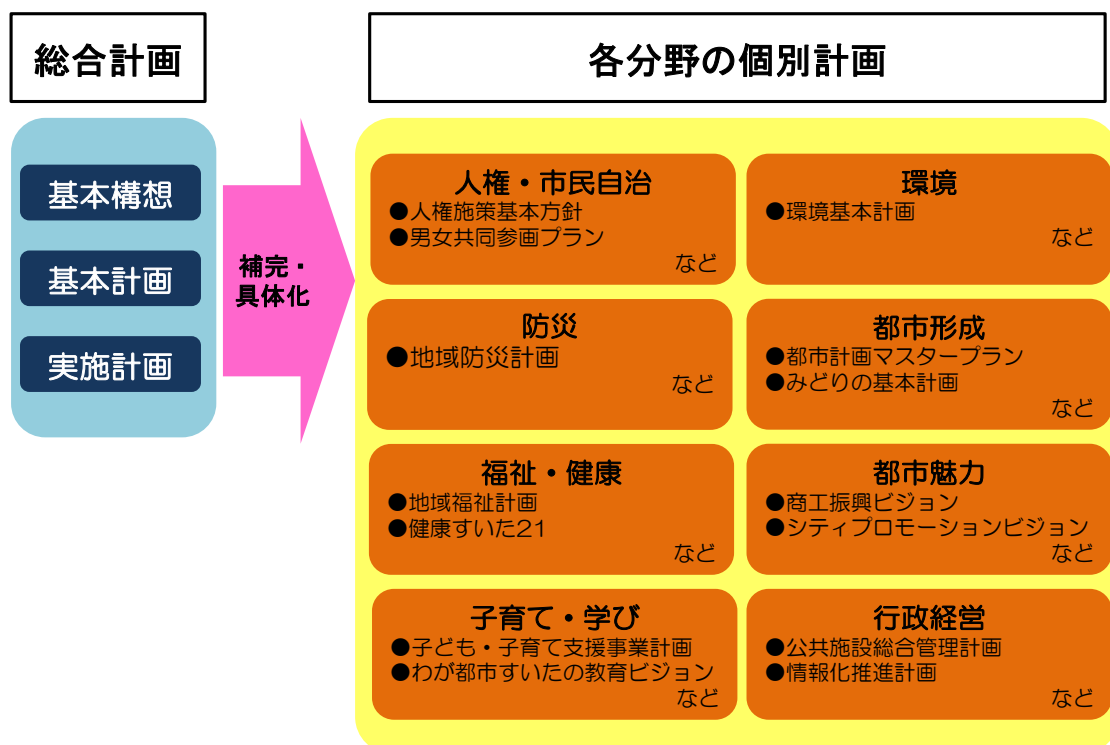 総合計画
各分野の個別計画
基本構想
基本計画
実施計画
補完・
具体化
人権・市民自治
●人権施策基本方針
●男女共同参画プラン
など
環境
●環境基本計画
など
防災
●地域防災計画
など
都市形成
●都市計画マスタープラン
●みどりの基本計画
など
福祉・健康
●地域福祉計画
●健康すいた21
など
都市魅力
●商工振興ビジョン
●シティプロモーションビジョン
など
子育て・学び
●子ども・子育て支援事業計画
●わが都市すいたの教育ビジョン
など
行政経営
●公共施設総合管理計画
●情報化推進計画
など